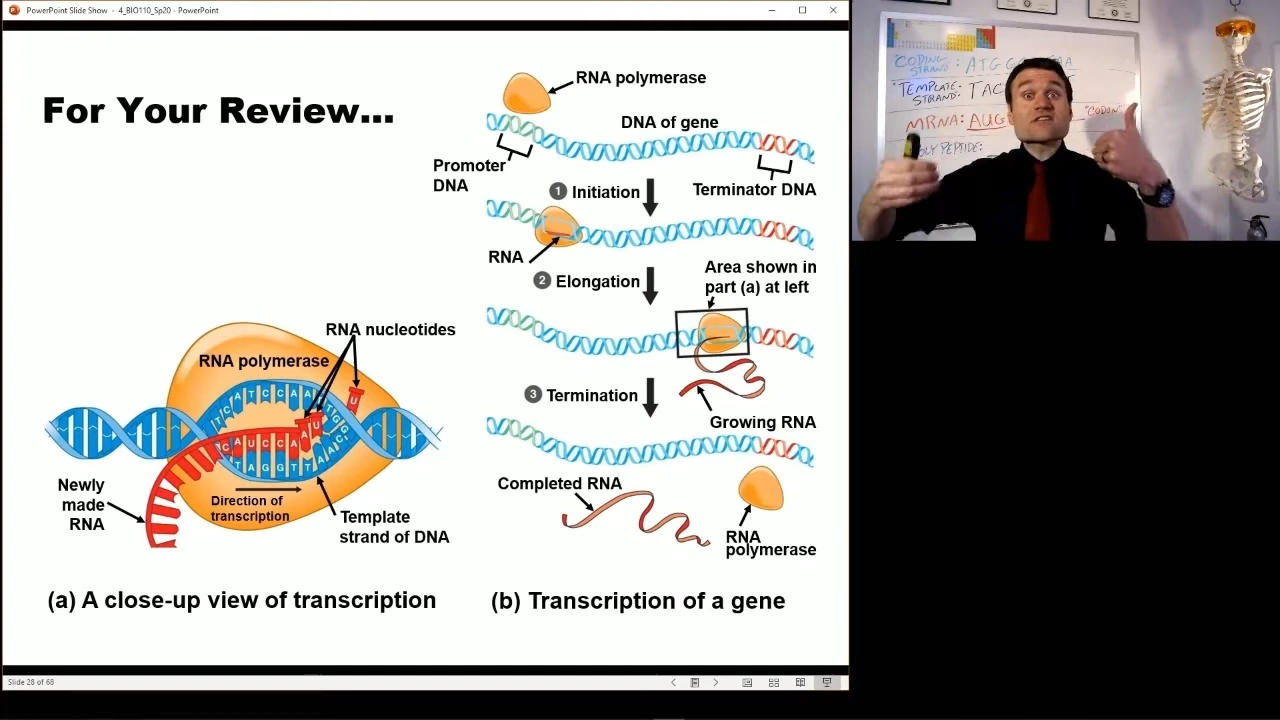 PowerPoint Slide Show - 4_BIO110_Sp20 - PowerPoint
For Your Review...
RNA polymerase
DNA of gene
Promoter
DNA
Terminator DNA
1 Initiation
RNA
2 Elongation
Area shown in
part (a) at left
3 Termination
Growing RNA
Completed RNA
RNA
polymerase
(b) Transcription of a gene
RNA nucleotides
RNA polymerase
Newly
made
RNA
Direction of
transcription
Template
strand of DNA
(a) A close-up view of transcription
Slide 28 of 68
CODING
STRAND: ATG
AA
"TEMPLATE
STRAND: TAC
MRNA: AUG
"CODON"
POLYPEPTIDE: